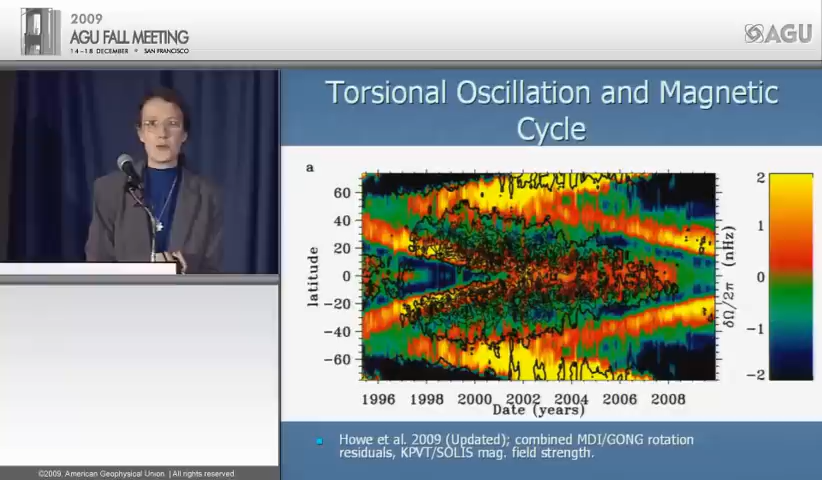 2009
AGU FALL MEETING
14–18 DECEMBER • SAN FRANCISCO
AGU
Torsional Oscillation and Magnetic
Cycle
a
60
40
20
0
−20
−40
−60
latitude
1996 1998 2000 2002 2004 2006 2008
Date (years)
2
1
0
−1
−2
δΩ/2π (nHz)
Howe et al. 2009 (Updated); combined MDI/GONG rotation
residuals, KPVT/SOLIS mag. field strength.
©2009. American Geophysical Union. | All rights reserved.